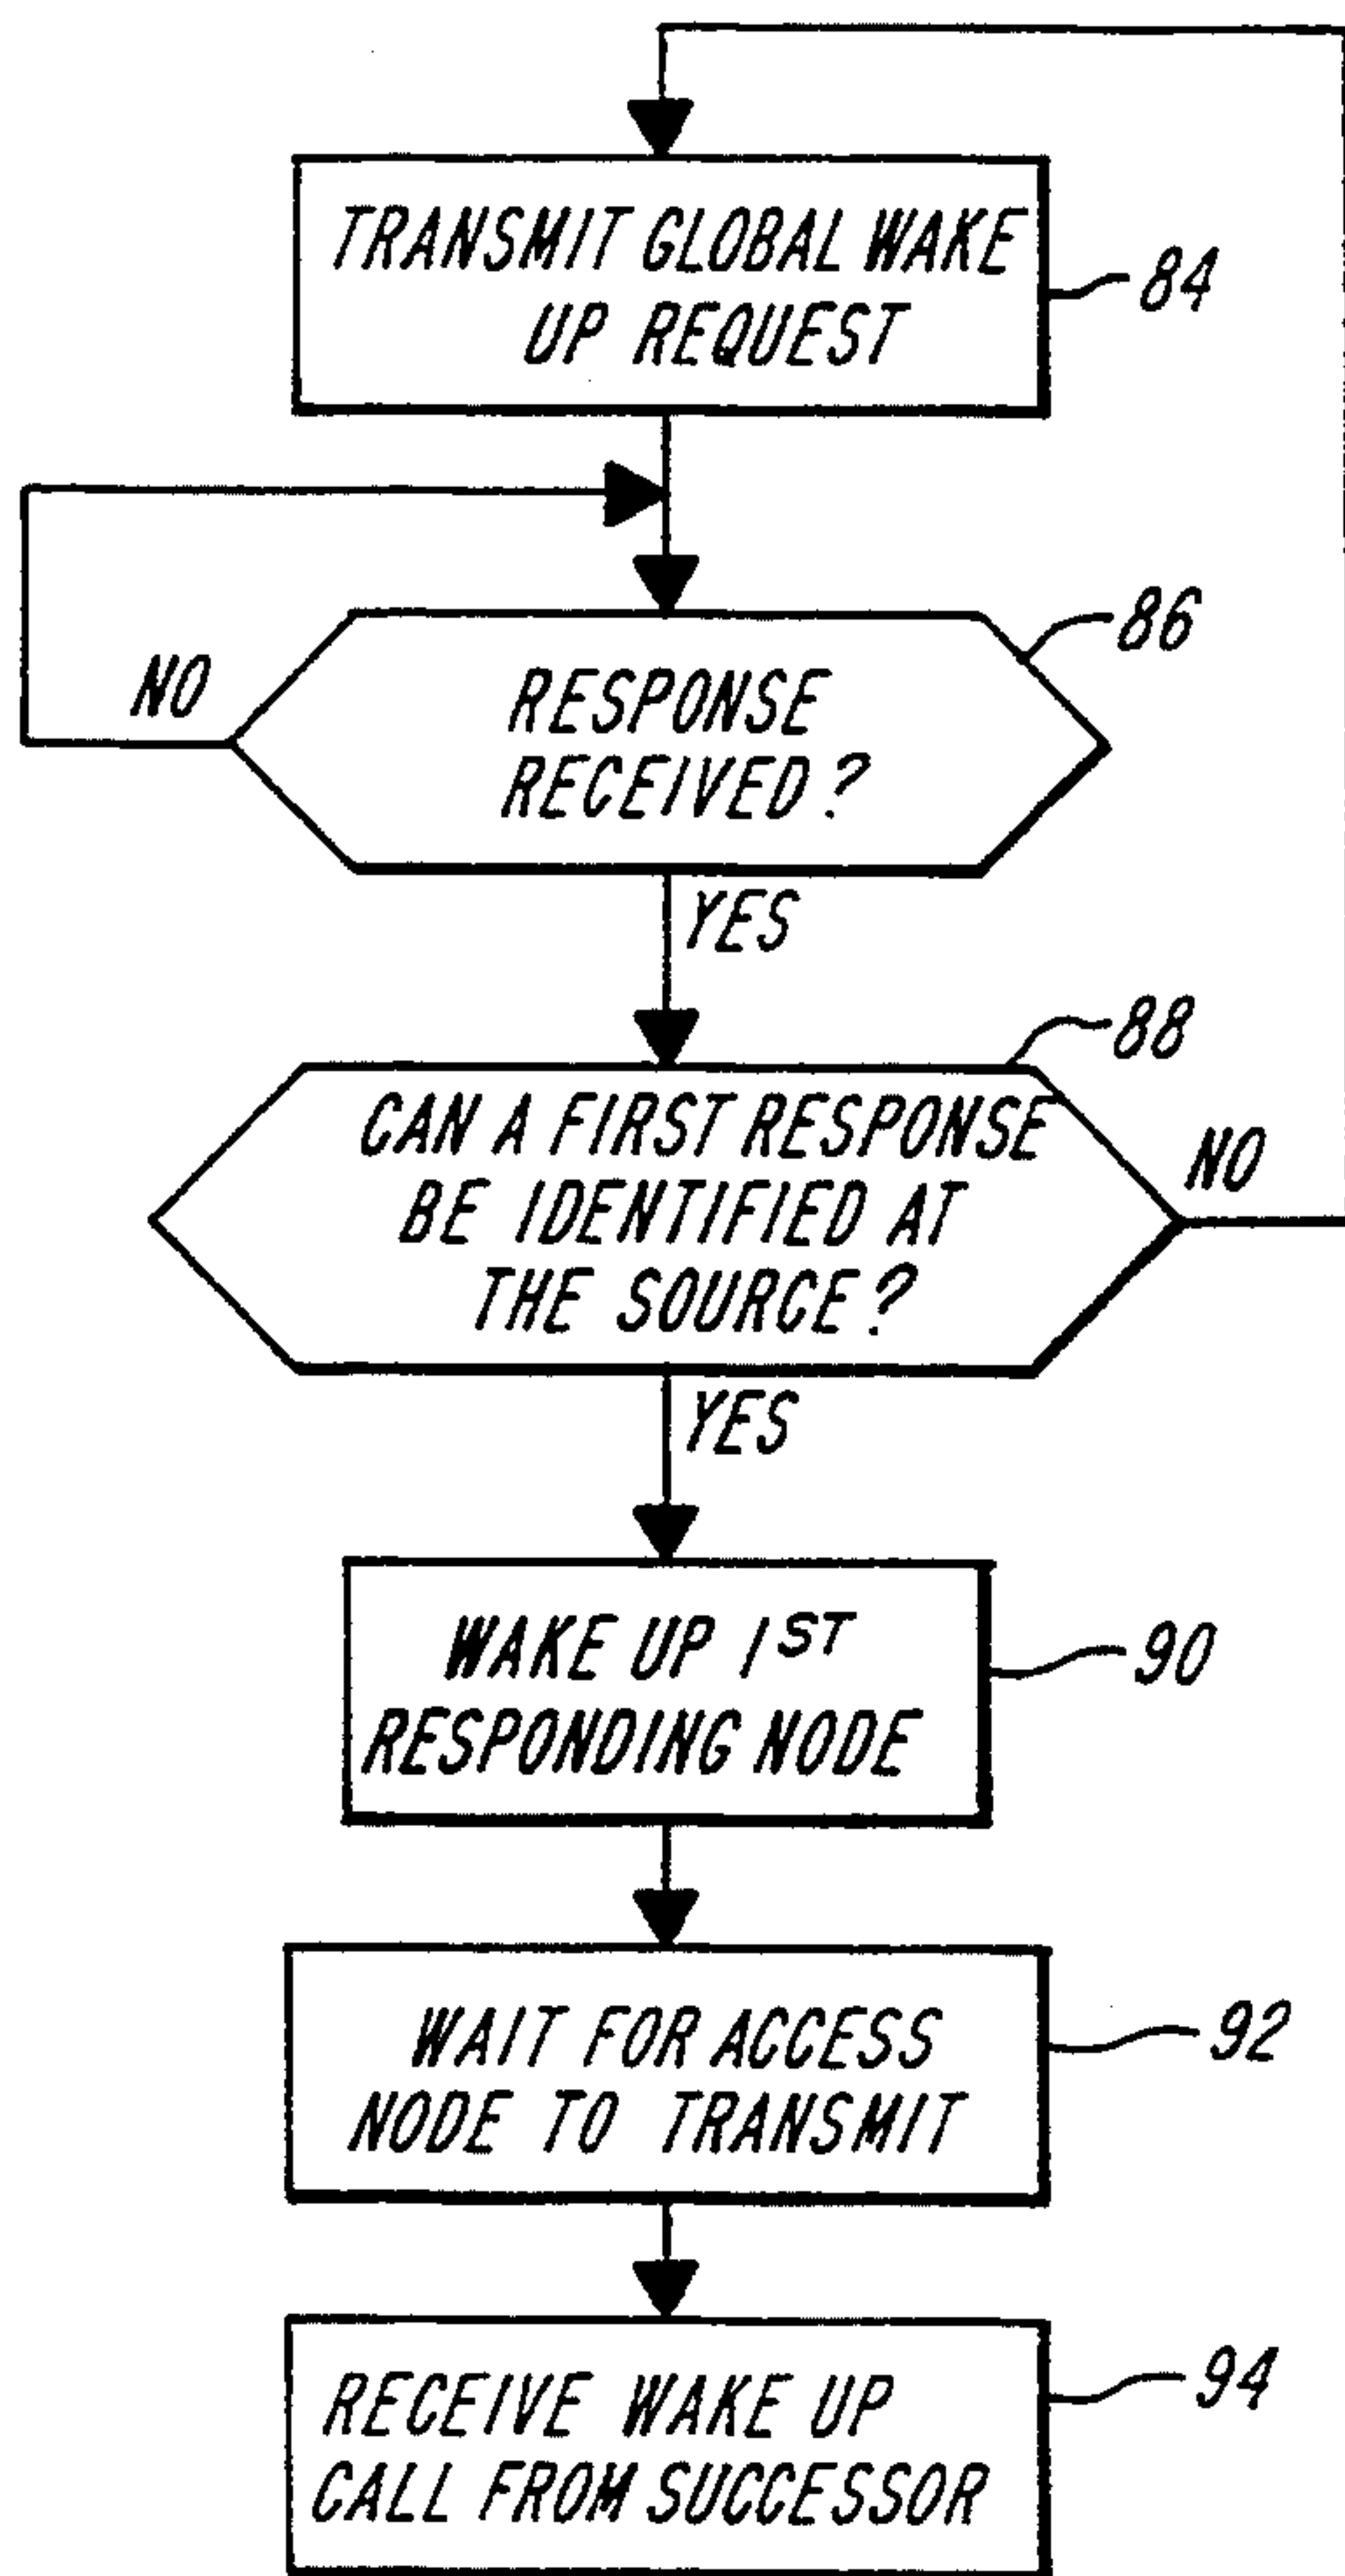 TRANSMIT GLOBAL WAKE
UP REQUEST
84
86
NO
RESPONSE
RECEIVED?
YES
88
CAN A FIRST RESPONSE
BE IDENTIFIED AT
THE SOURCE?
NO
YES
WAKE UP 1ST
RESPONDING NODE
90
WAIT FOR ACCESS
NODE TO TRANSMIT
92
RECEIVE WAKE UP
CALL FROM SUCCESSOR
94